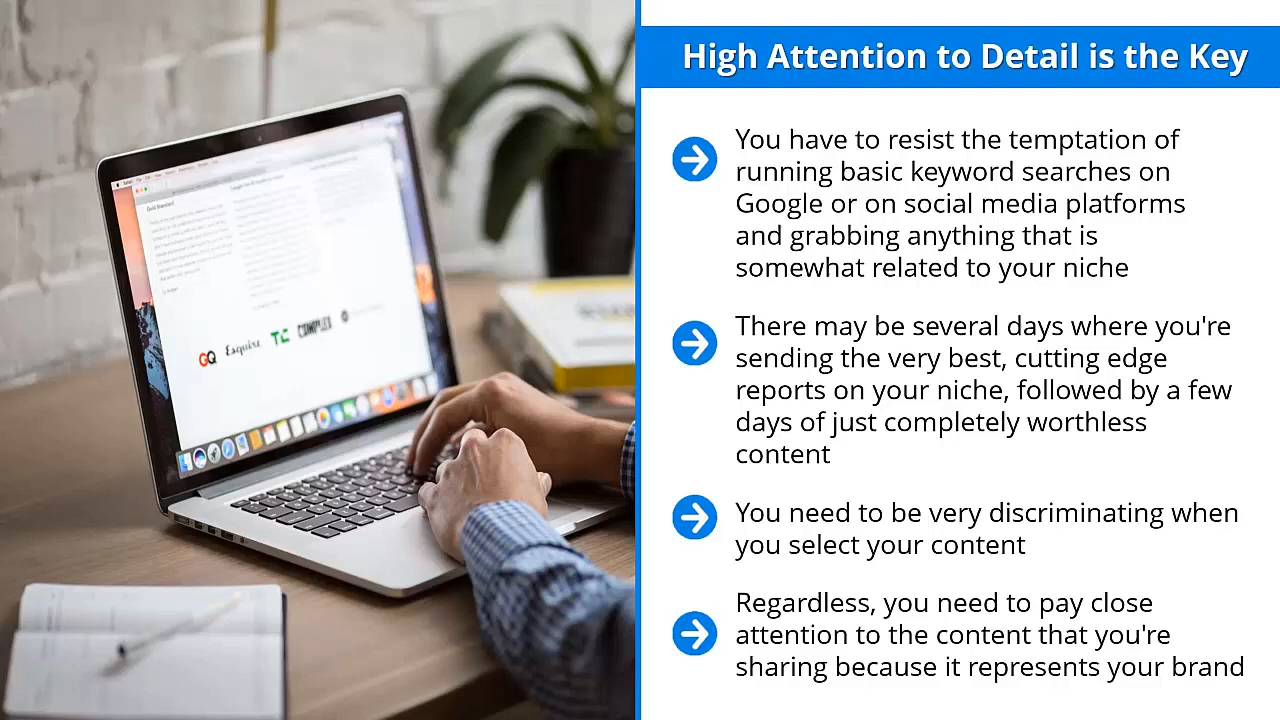 High Attention to Detail is the Key
You have to resist the temptation of
running basic keyword searches on
Google or on social media platforms
and grabbing anything that is
somewhat related to your niche
There may be several days where you're
sending the very best, cutting edge
reports on your niche, followed by a few
days of just completely worthless
content
You need to be very discriminating when
you select your content
Regardless, you need to pay close
attention to the content that you're
sharing because it represents your brand
GQ Esquire TC COMPLEX